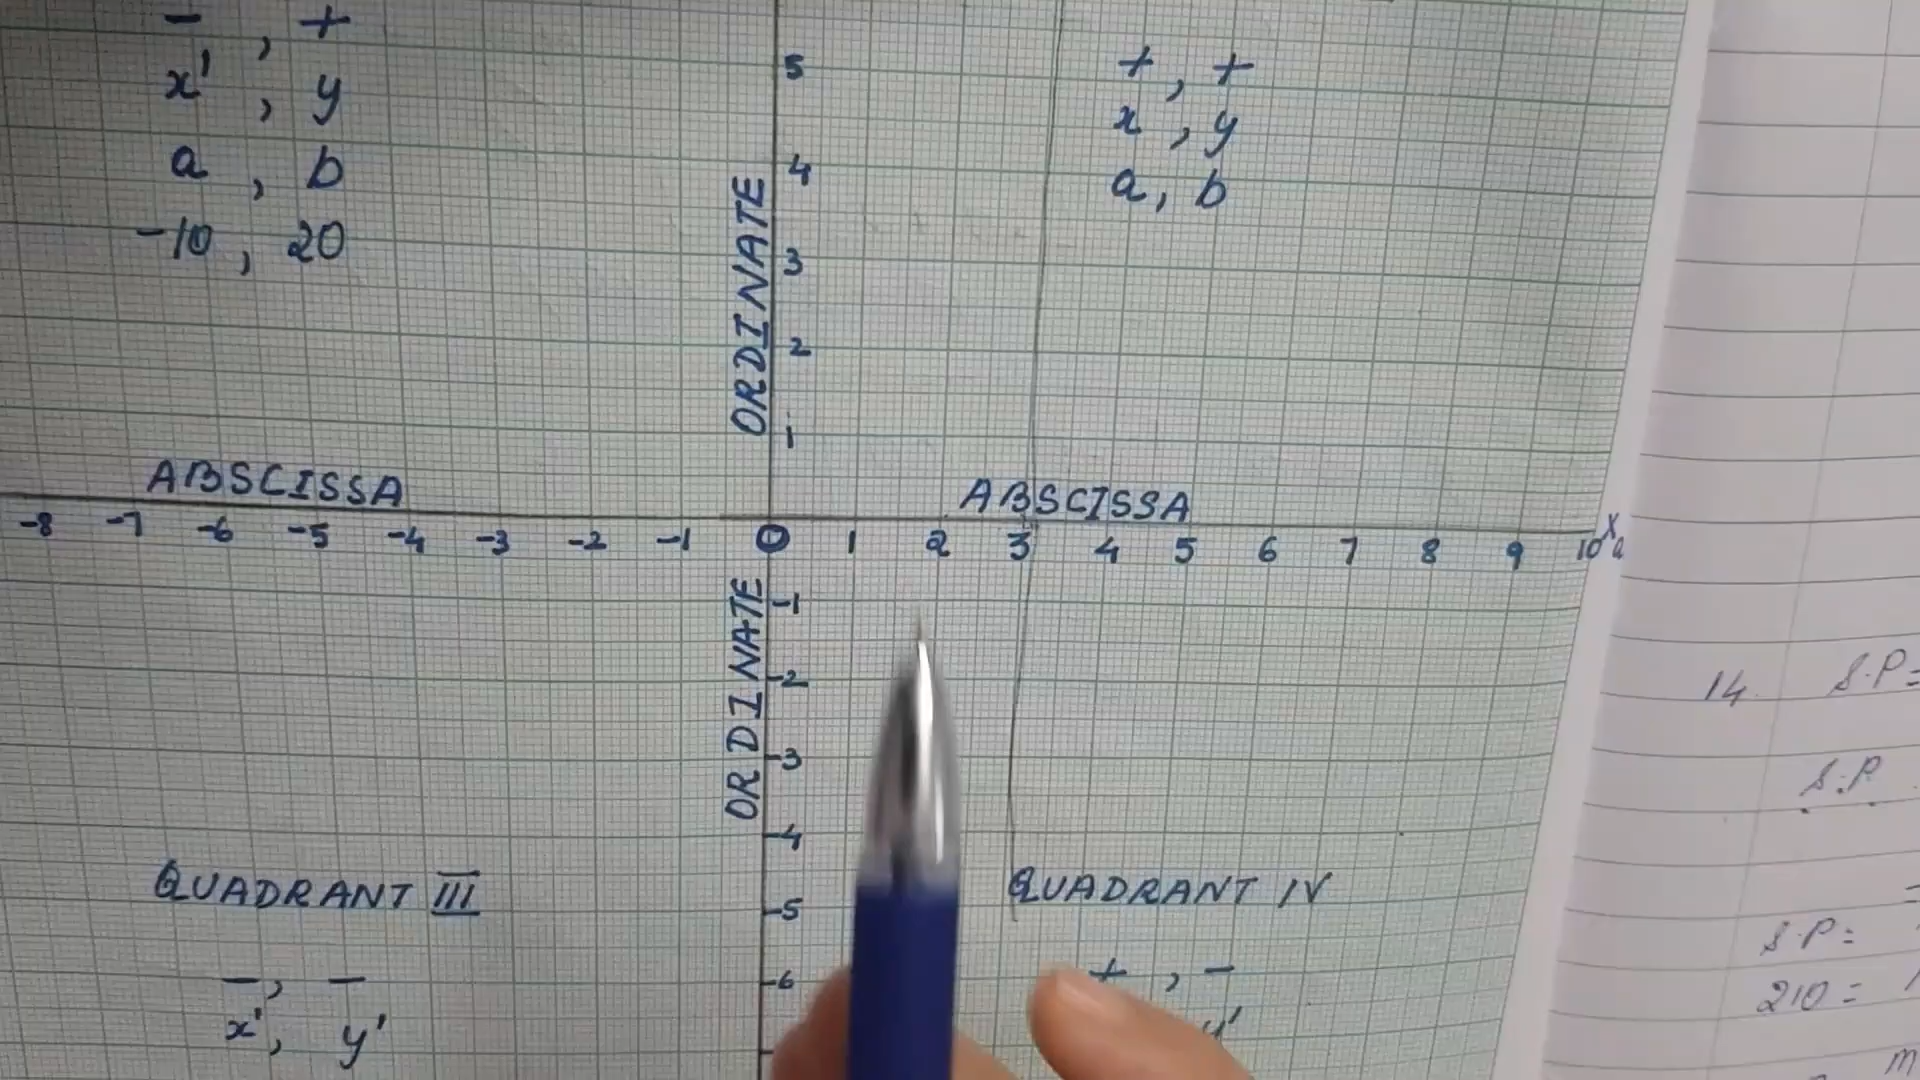 -, +
x', y
a, b
-10, 20
+, +
x, y
a, b
5
4
3
2
1
ORDINATE
ABSCISSA
ABSCISSA
-8 -7 -6 -5 -4 -3 -2 -1 0 1 2 3 4 5 6 7 8 9 10
ORDINATE
-1
-2
-3
-4
-5
-6
QUADRANT III
-, -
x', y'
QUADRANT IV
+, -
y'
14. S.P=
S.P
=
S.P=
210=